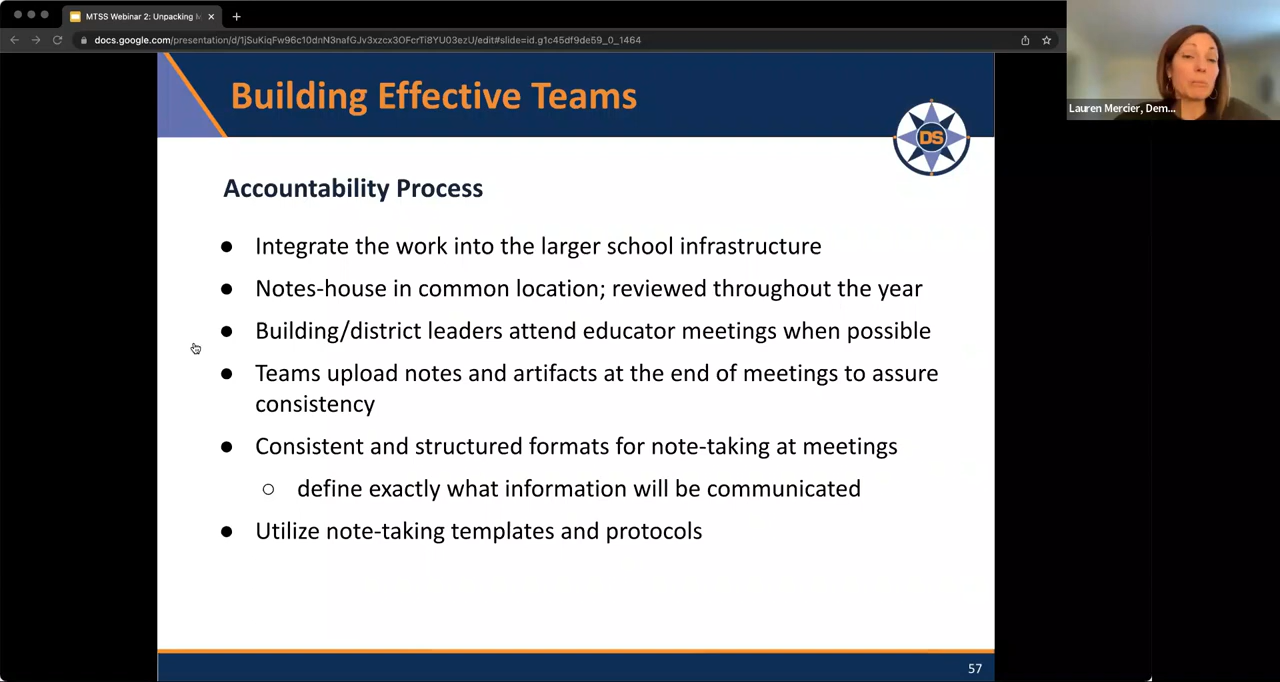 MTSS Webinar 2: Unpacking M
docs.google.com/presentation/d/1jSuKiqFw96c10dnN3nafGJv3xzcx3OFcrTi8YU03ezU/edit#slide=id.g1c45df9de59_0_1464
Lauren Mercier, Dem...
Building Effective Teams
DS
Accountability Process
● Integrate the work into the larger school infrastructure
● Notes-house in common location; reviewed throughout the year
● Building/district leaders attend educator meetings when possible
● Teams upload notes and artifacts at the end of meetings to assure
consistency
● Consistent and structured formats for note-taking at meetings
○ define exactly what information will be communicated
● Utilize note-taking templates and protocols
57